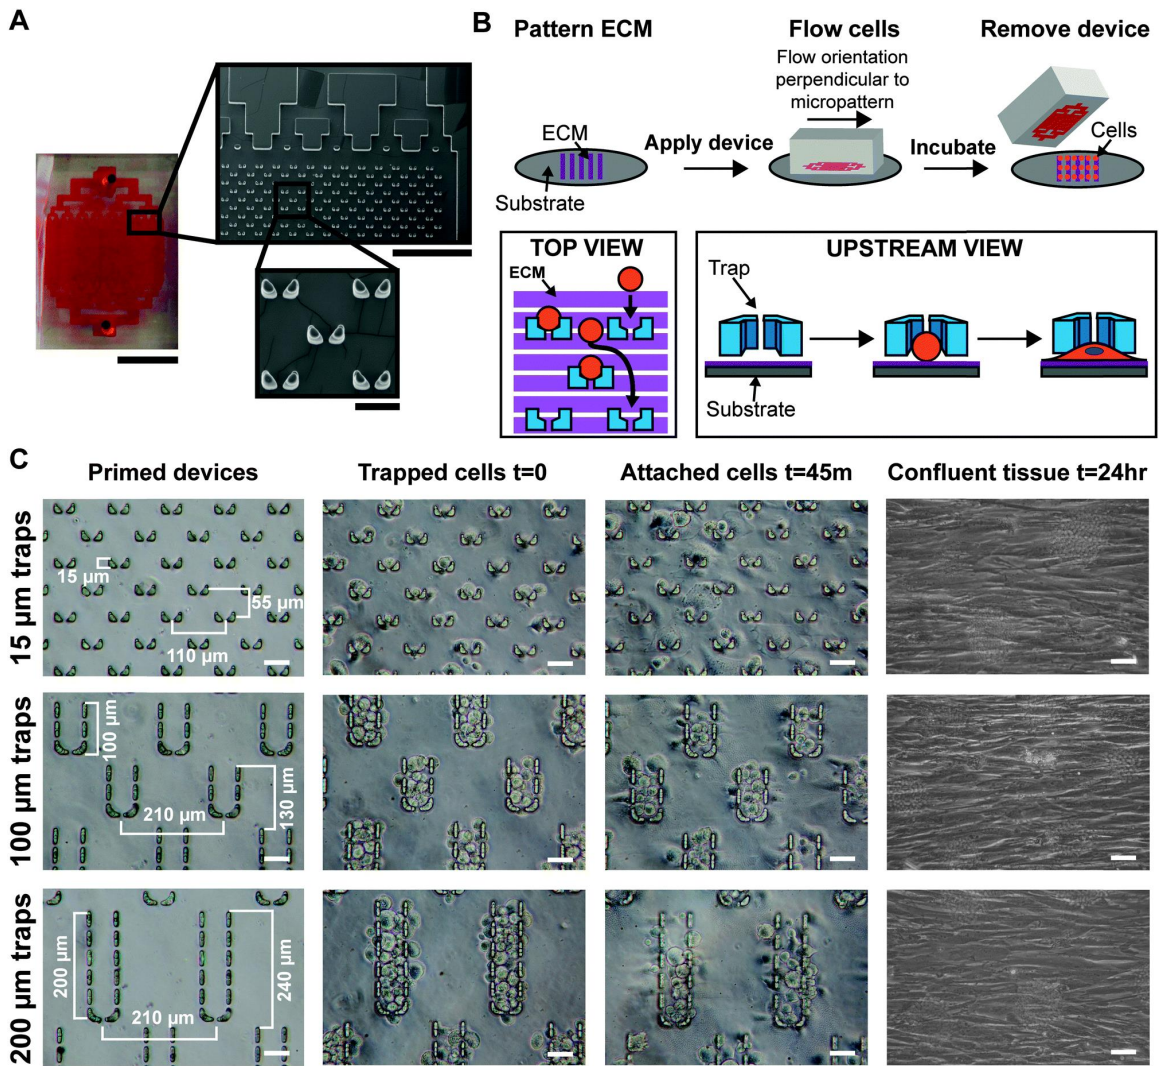 A
B
Pattern ECM
Flow cells
Remove device
Flow orientation
perpendicular to
micropattern
ECM
Apply device
Incubate
Cells
Substrate
TOP VIEW
ECM
UPSTREAM VIEW
Trap
Substrate
C
Primed devices
Trapped cells t=0
Attached cells t=45m
Confluent tissue t=24hr
15 µm traps
15 µm
55 µm
110 µm
100 µm traps
100 µm
210 µm
130 µm
200 µm traps
200 µm
210 µm
240 µm